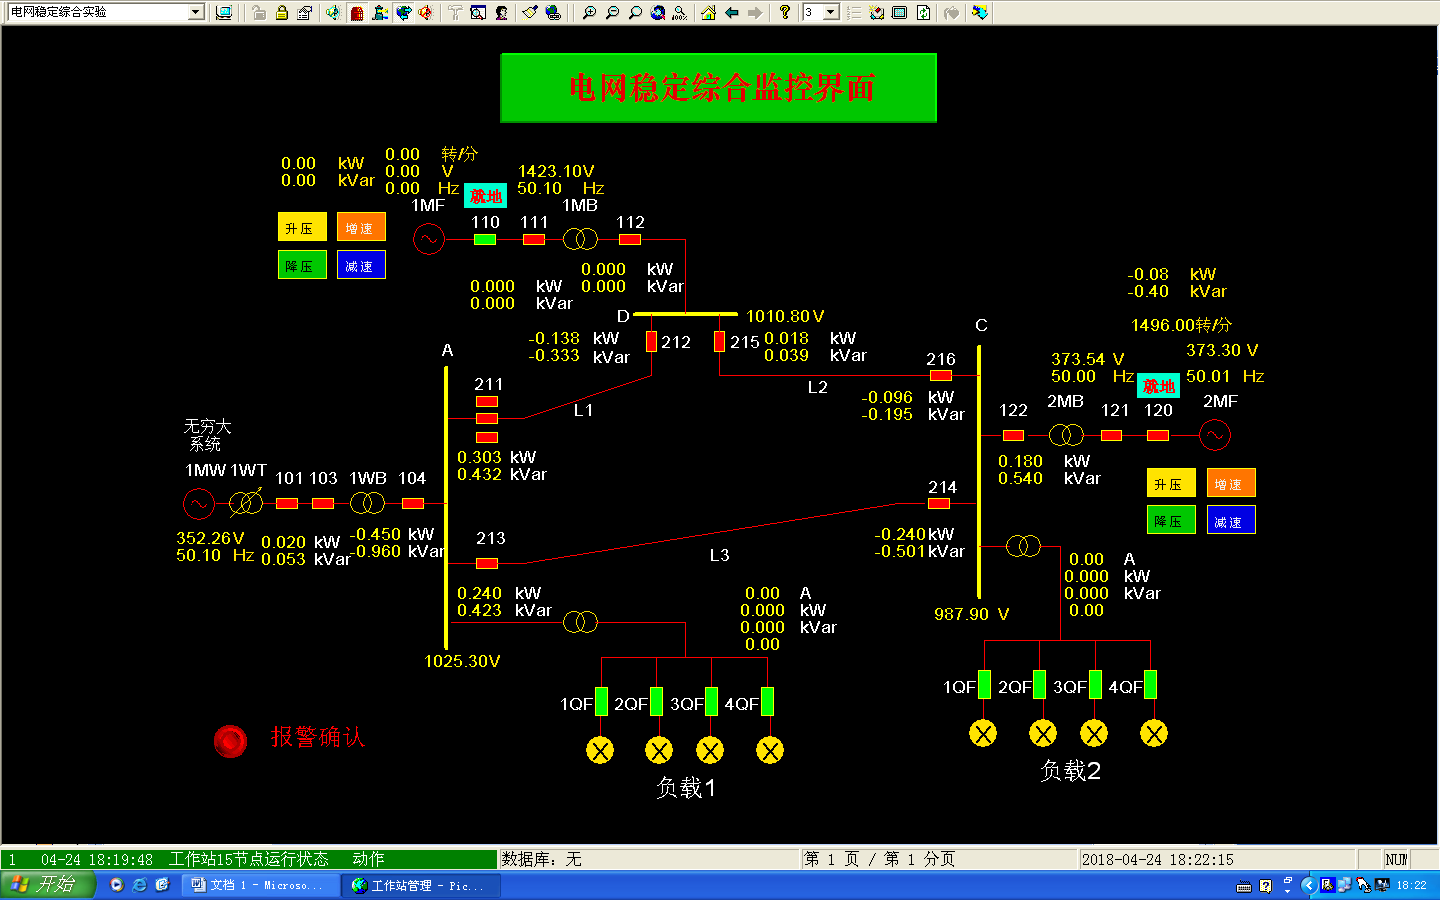 电网稳定综合实验
3
电网稳定综合监控界面
0.00 kW
0.00 kVar
0.00 转/分
0.00 V
0.00 Hz
就地
1423.10V
50.10 Hz
1MF
110
111
1MB
112
升压
增速
降压
减速
0.000 kW
0.000 kVar
0.000 kW
0.000 kVar
D
1010.80V
-0.138 kW
-0.333 kVar
212
215
0.018 kW
0.039 kVar
-0.08 kW
-0.40 kVar
1496.00转/分
C
373.54 V
50.00 Hz
373.30 V
50.01 Hz
就地
A
211
L1
L2
216
-0.096 kW
-0.195 kVar
122
2MB
121
120
2MF
0.303 kW
0.432 kVar
0.180 kW
0.540 kVar
升压
增速
降压
减速
无穷大
系统
1MW
1WT
101
103
1WB
104
352.26V
50.10 Hz
0.020 kW
0.053 kVar
-0.450 kW
-0.960 kVar
213
L3
214
-0.240kW
-0.501kVar
0.240 kW
0.423 kVar
0.00 A
0.000 kW
0.000 kVar
0.00
0.00 A
0.000 kW
0.000 kVar
0.00
987.90 V
1025.30V
1QF
2QF
3QF
4QF
1QF
2QF
3QF
4QF
负载1
负载2
报警确认
1 04-24 18:19:48 工作站15节点运行状态 动作
数据库: 无
第 1 页 / 第 1 分页
2018-04-24 18:22:15
NUM
开始
文档 1 - Microso...
工作站管理 - Pic...
18:22